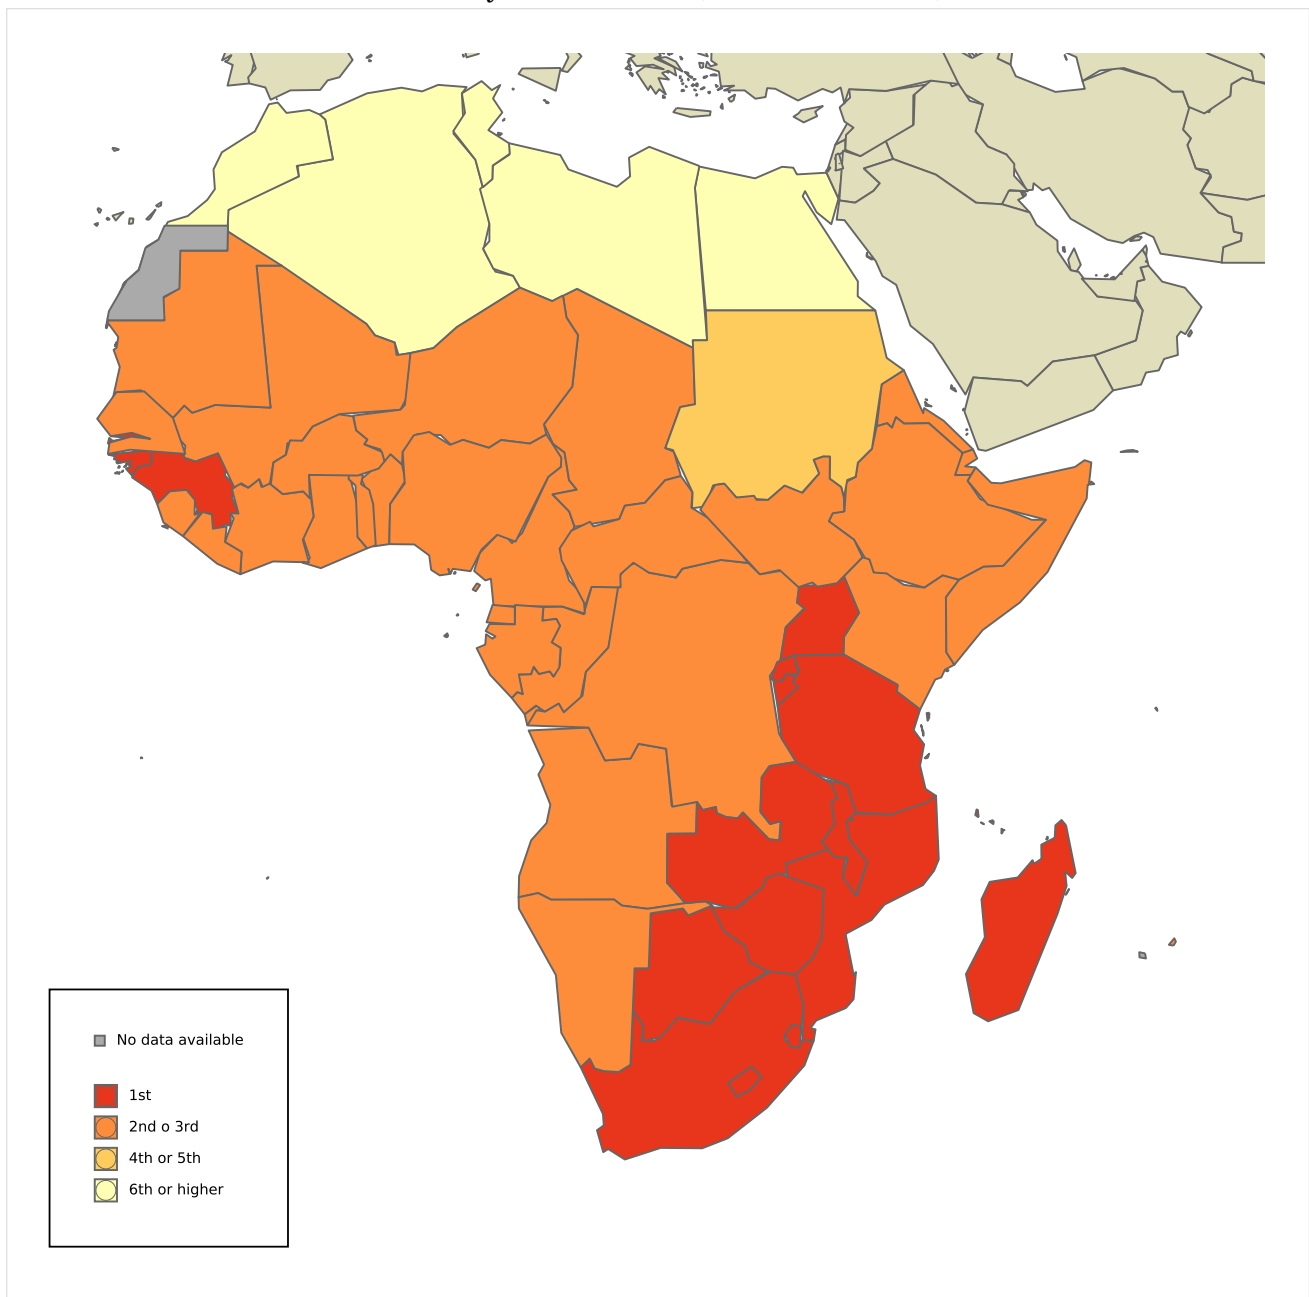 No data available
1st
2nd o 3rd
4th or 5th
6th or higher